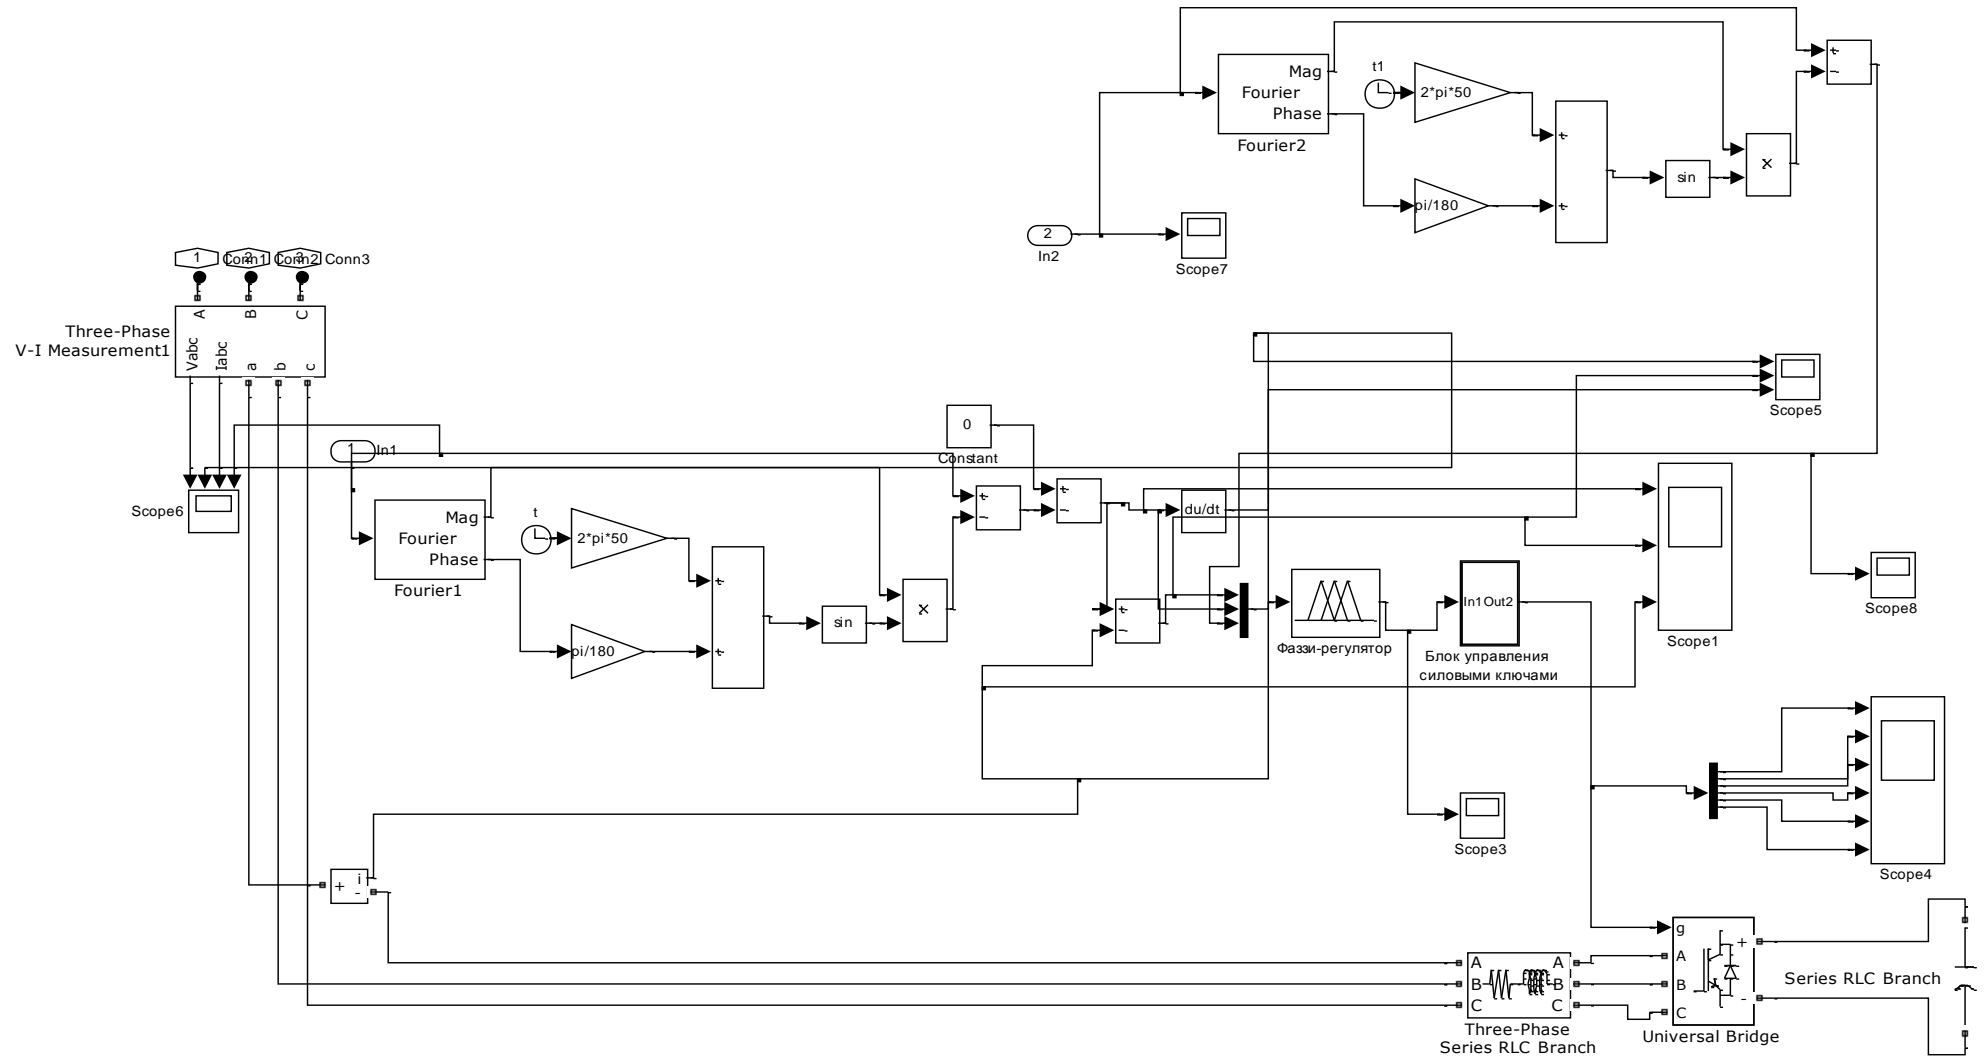 Mag
Fourier
Phase
Fourier2
t1
2*pi*50
pi/180
+
+
sin
×
+
−
2
In2
Scope7
1
2
3
Conn1
Conn2
Conn3
Three-Phase
V-I Measurement1
A
B
C
Vabc
Iabc
a
b
c
Scope6
1
In1
Mag
Fourier
Phase
Fourier1
t
2*pi*50
pi/180
+
+
sin
×
0
Constant
+
−
+
−
du/dt
+
−
Фаззи-регулятор
In1
Out2
Блок управления
силовыми ключами
Scope5
Scope1
Scope8
Scope3
Scope4
+
i
-
A
B
C
A
B
C
Three-Phase
Series RLC Branch
g
A
B
C
+
-
Universal Bridge
Series RLC Branch